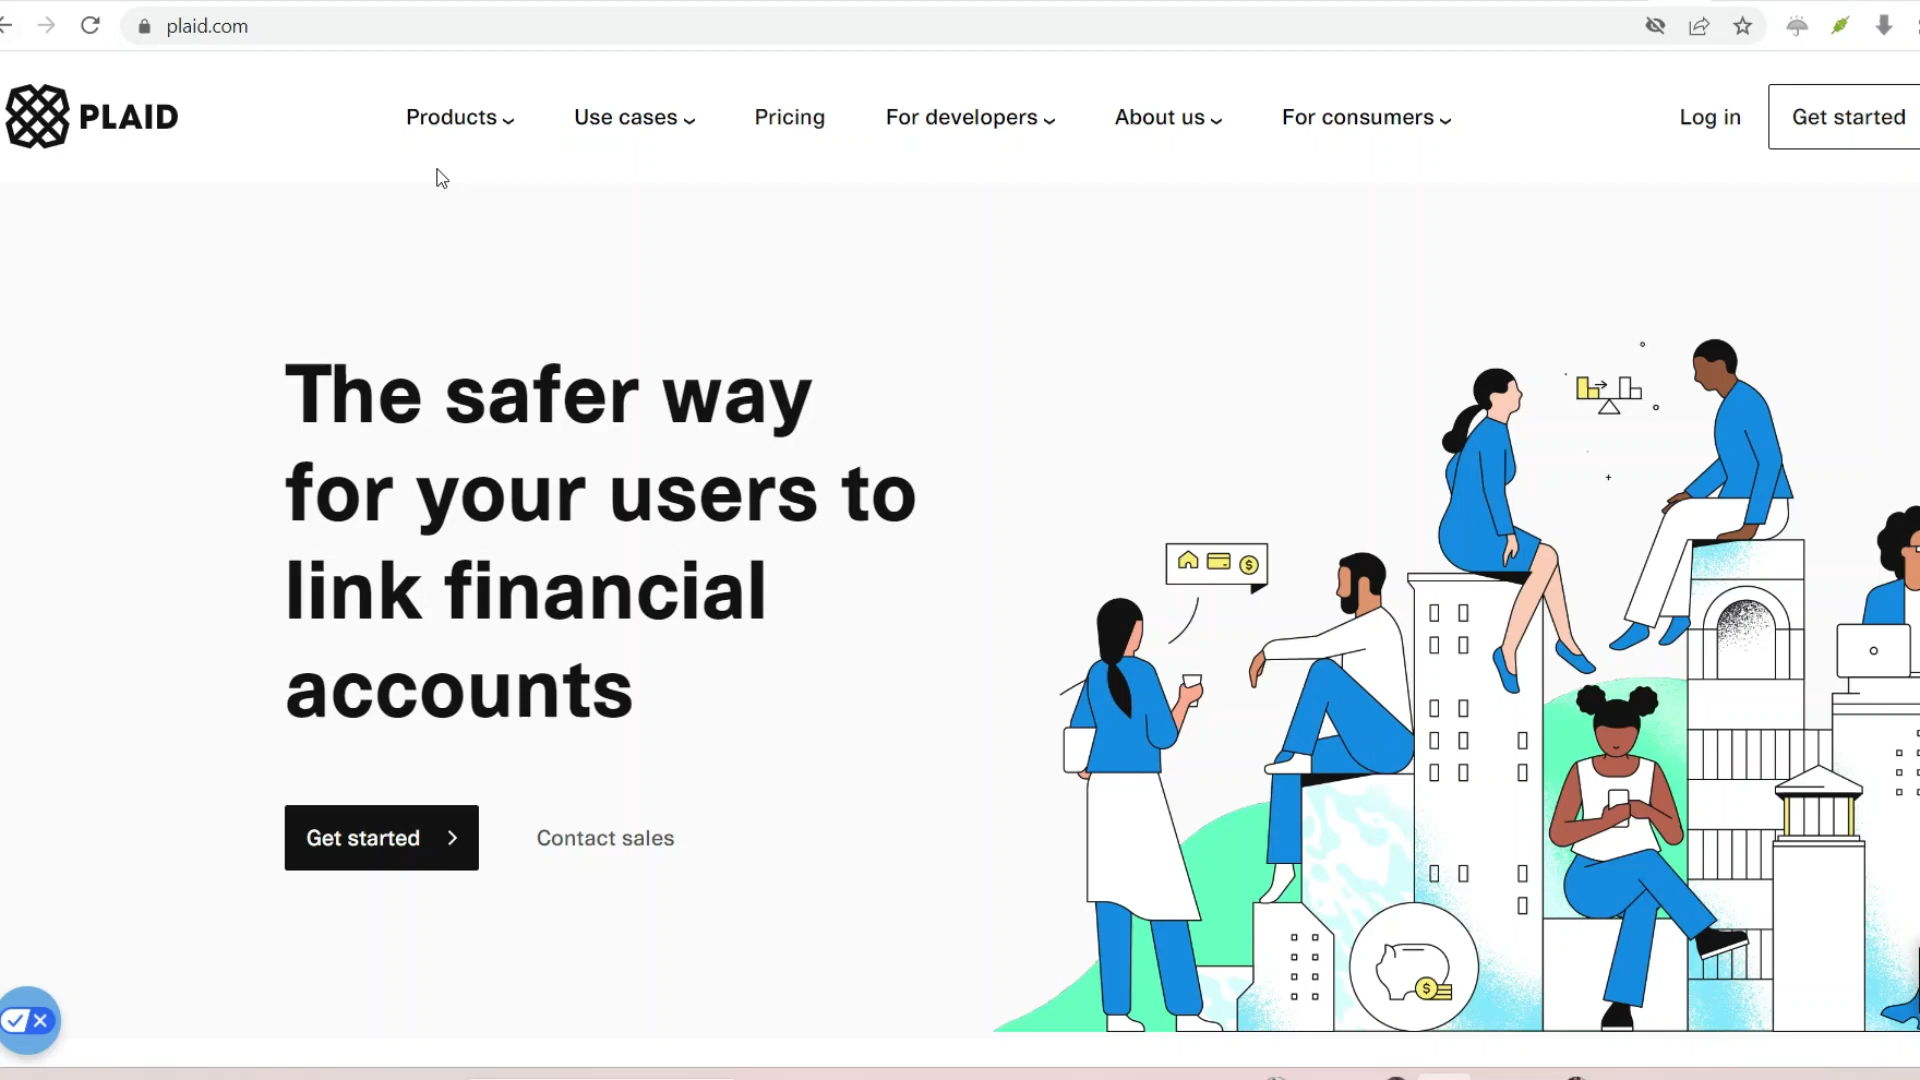 plaid.com
PLAID
Products
Use cases
Pricing
For developers
About us
For consumers
Log in
Get started
The safer way
for your users to
link financial
accounts
$
Get started
Contact sales
$